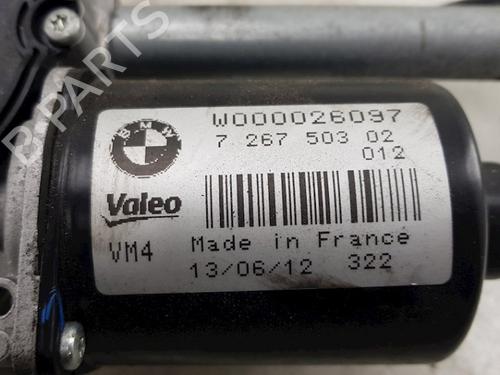 B-PARTS
BMW
W000026097
7 267 503 02
012
Valeo
VM4
Made in France
13/06/12 322